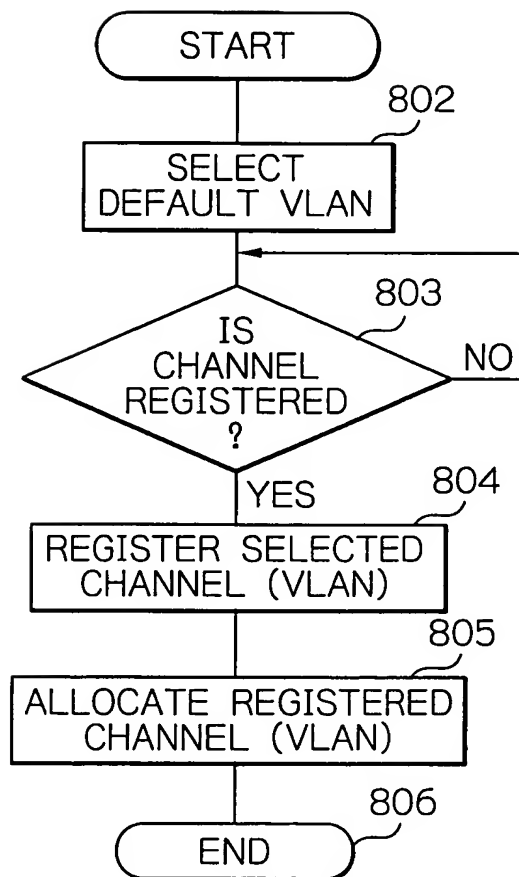 START
802
SELECT
DEFAULT VLAN
803
IS
CHANNEL
REGISTERED
?
NO
YES
804
REGISTER SELECTED
CHANNEL (VLAN)
805
ALLOCATE REGISTERED
CHANNEL (VLAN)
806
END